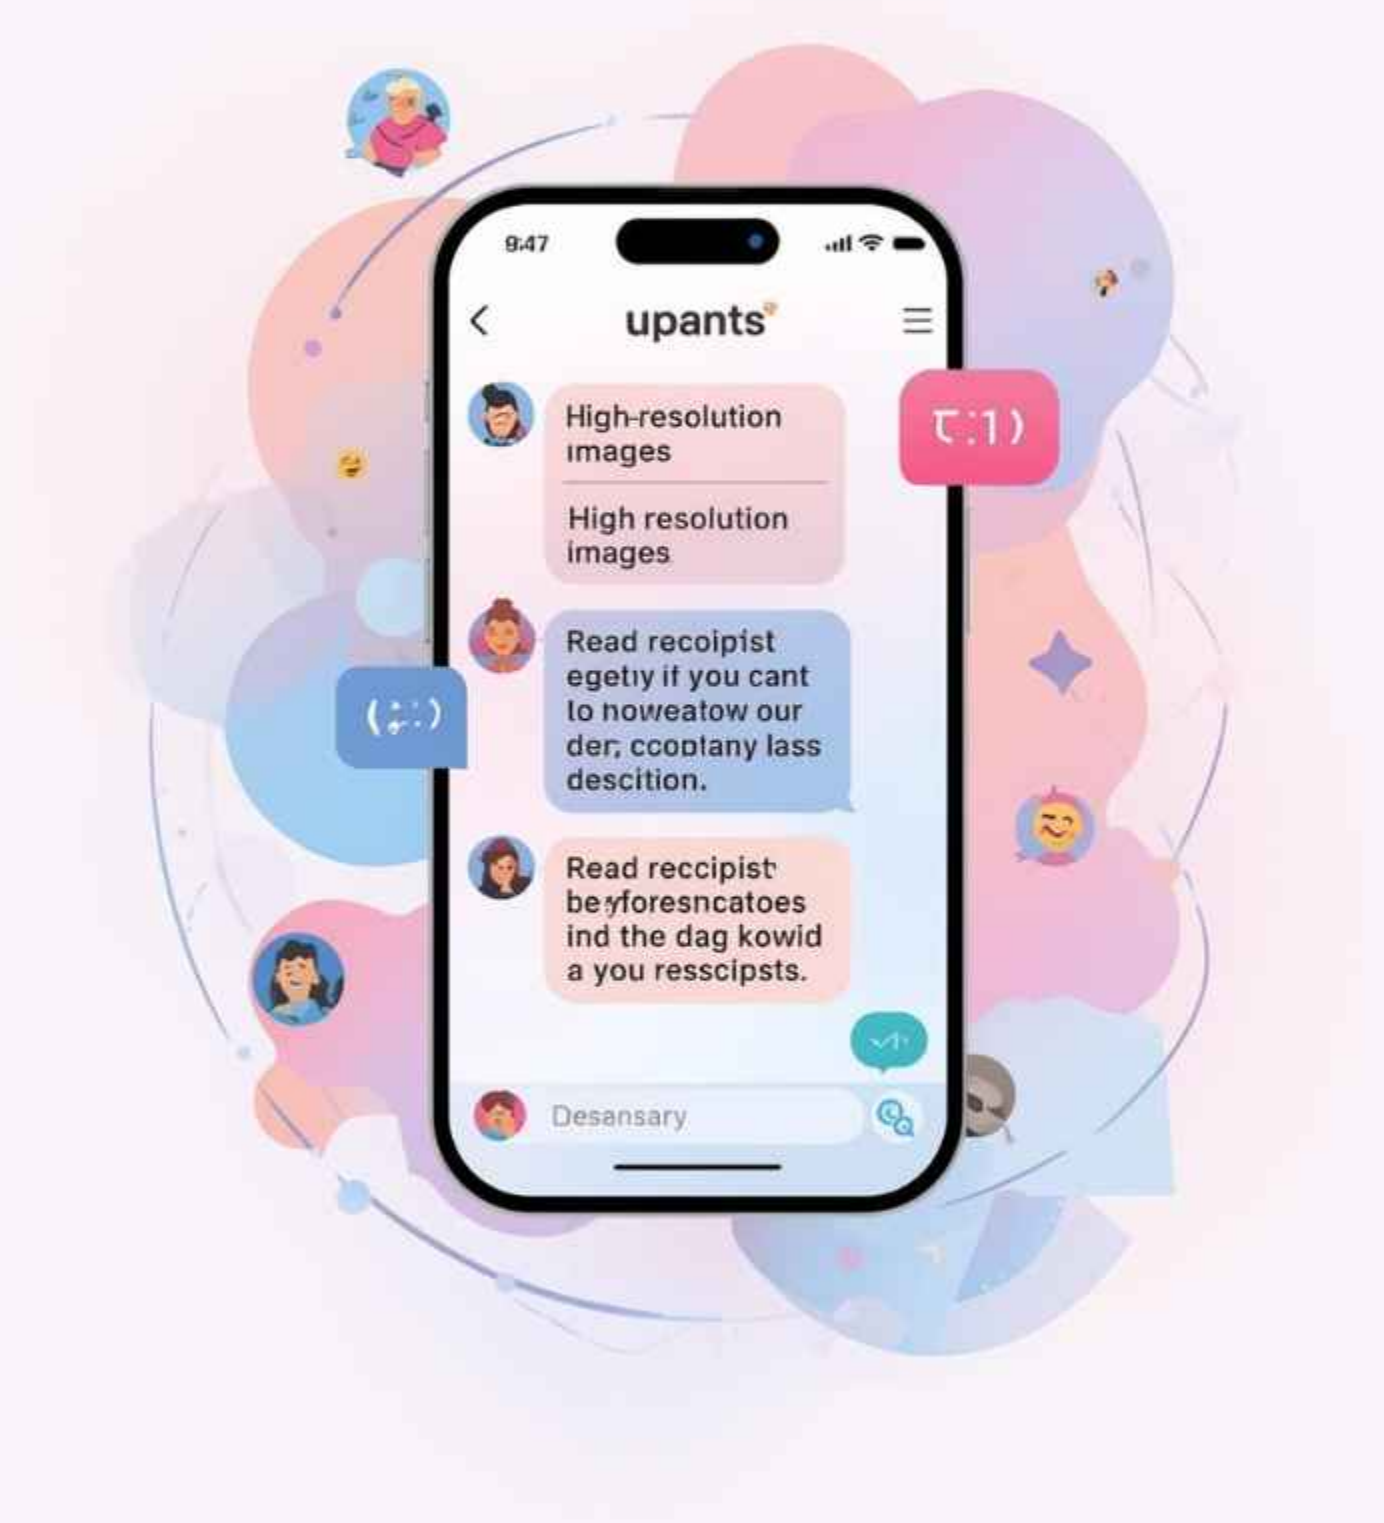 9:47
upants
High-resolution
images
High resolution
images
Read recoipist
egetıy if you cant
lo noweatow our
der; ccoptany lass
descition.
Read reccipist
foresncatoes
ind the dag kowid
a you resscipsts.
Desansary